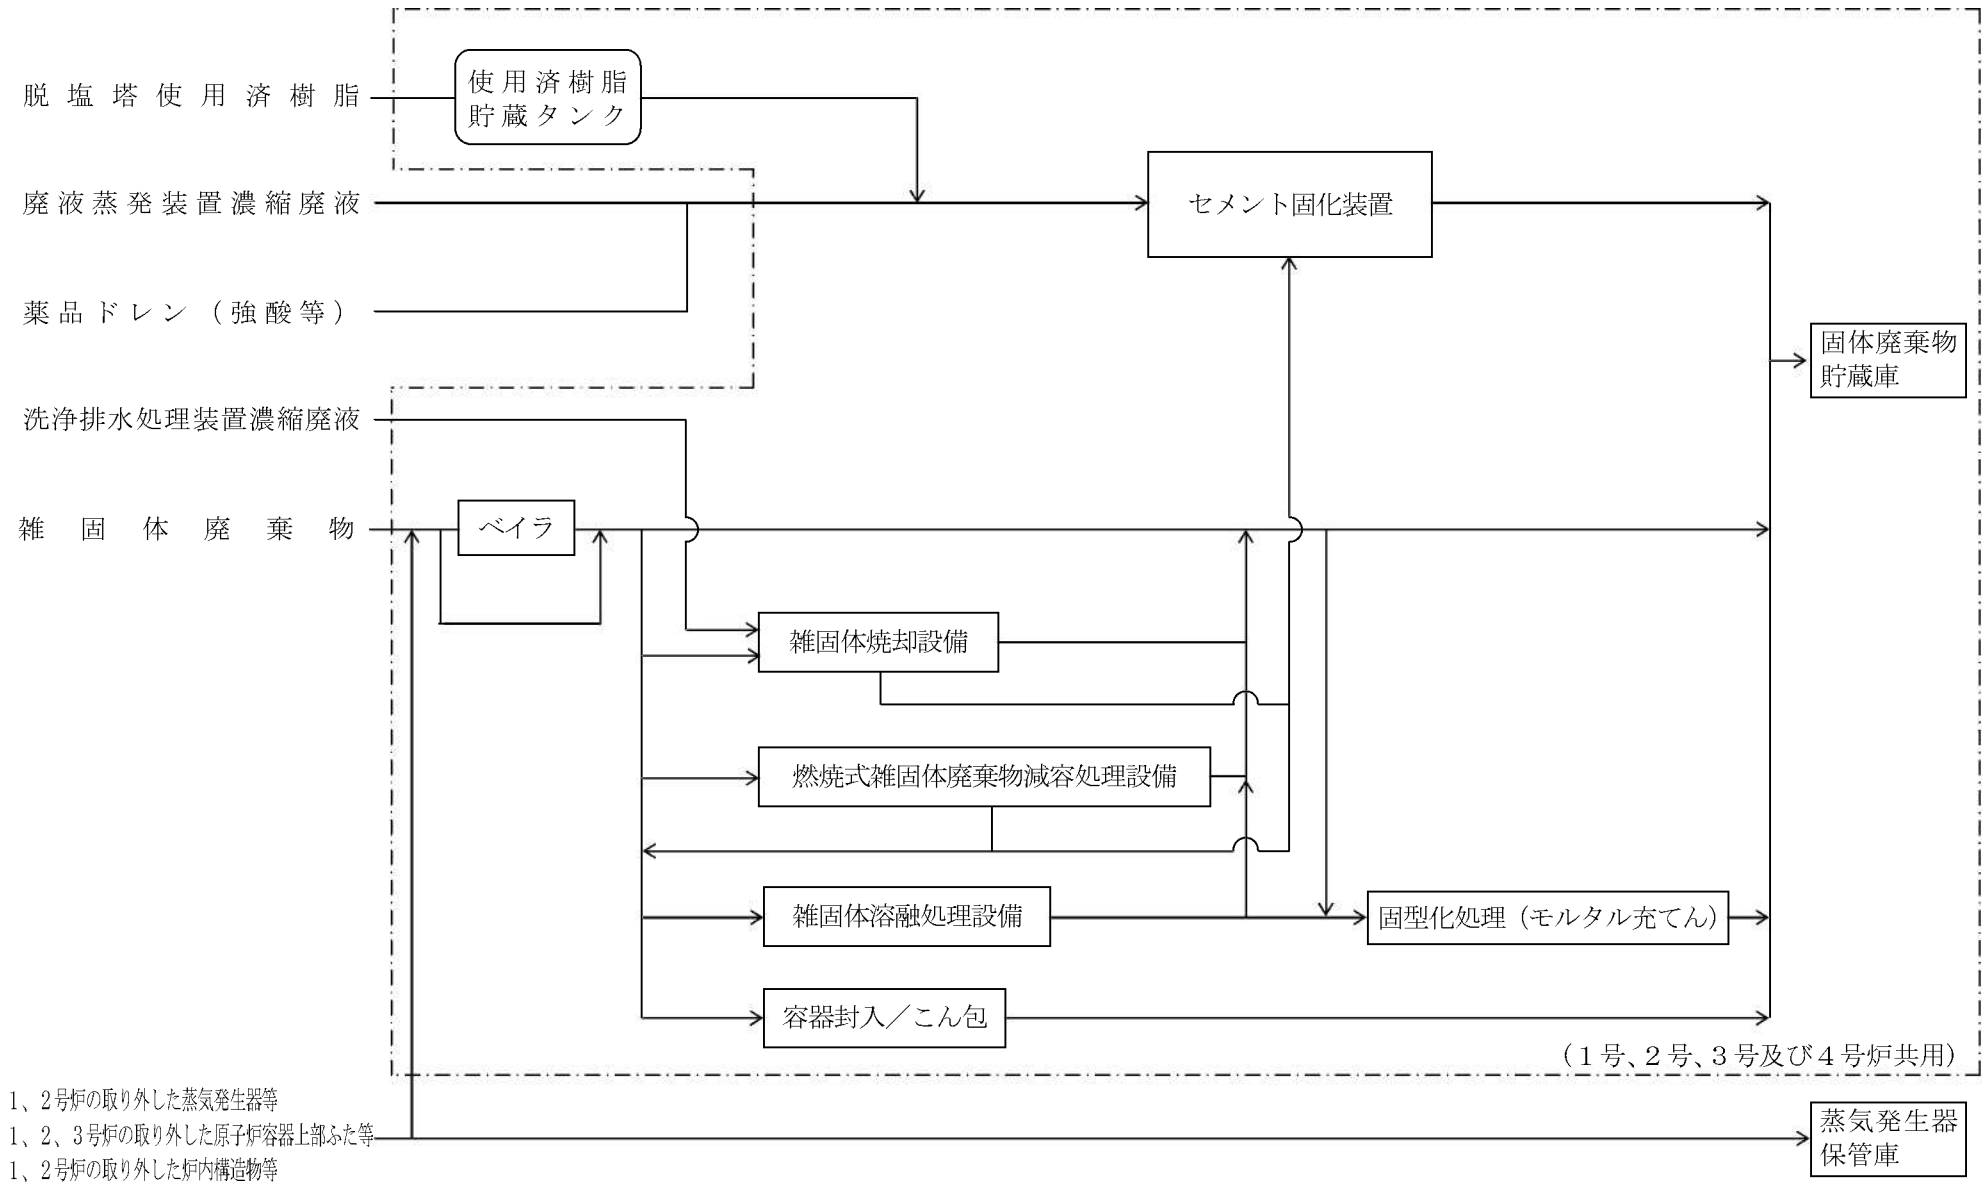 脱塩塔使用済樹脂
使用済樹脂
貯蔵タンク
廃液蒸発装置濃縮廃液
セメント固化装置
薬品ドレン(強酸等)
固体廃棄物
貯蔵庫
洗浄排水処理装置濃縮廃液
雑固体廃棄物
ベイラ
雑固体焼却設備
燃焼式雑固体廃棄物減容処理設備
雑固体溶融処理設備
固型化処理(モルタル充てん)
容器封入/こん包
(1号、2号、3号及び4号炉共用)
1、2号炉の取り外した蒸気発生器等
1、2、3号炉の取り外した原子炉容器上部ふた等
1、2号炉の取り外した炉内構造物等
蒸気発生器
保管庫